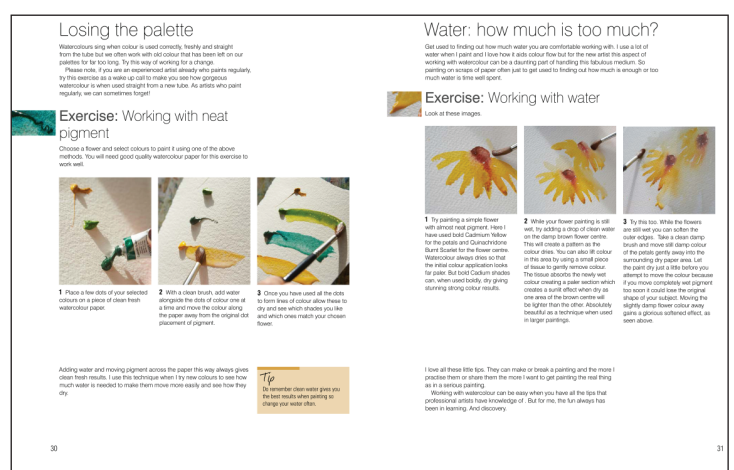 Losing the palette
Watercolours sing when colour is used correctly, freshly and straight
from the tube but we often work with old colour that has been left on our
palettes for far too long. Try this way of working for a change.
Please note, if you are an experienced artist already who paints regularly,
try this exercise as a wake up call to make you see how gorgeous
watercolour is when used straight from a new tube. As artists who paint
regularly, we can sometimes forget!
Exercise: Working with neat
pigment
Choose a flower and select colours to paint it using one of the above
methods. You will need good quality watercolour paper for this exercise to
work well.
1 Place a few dots of your selected
colours on a piece of clean fresh
watercolour paper.
2 With a clean brush, add water
alongside the dots of colour one at
a time and move the colour along
the paper away from the original dot
placement of pigment.
3 Once you have used all the dots
to form lines of colour allow these to
dry and see which shades you like
and which ones match your chosen
flower.
Adding water and moving pigment across the paper this way always gives
clean fresh results. I use this technique when I try new colours to see how
much water is needed to make them move more easily and see how they
dry.
Tip
Do remember clean water gives you
the best results when painting so
change your water often.
30
Water: how much is too much?
Get used to finding out how much water you are comfortable working with. I use a lot of
water when I paint and I love how it aids colour flow but for the new artist this aspect of
working with watercolour can be a daunting part of handling this fabulous medium. So
painting on scraps of paper often just to get used to finding out how much is enough or too
much water is time well spent.
Exercise: Working with water
Look at these images.
1 Try painting a simple flower
with almost neat pigment. Here I
have used bold Cadmium Yellow
for the petals and Quinachridone
Burnt Scarlet for the flower centre.
Watercolour always dries so that
the initial colour application looks
far paler. But bold Cadium shades
can, when used boldly, dry giving
stunning strong colour results.
2 While your flower painting is still
wet, try adding a drop of clean water
on the damp brown flower centre.
This will create a pattern as the
colour dries. You can also lift colour
in this area by using a small piece
of tissue to gently remove colour.
The tissue absorbs the newly wet
colour creating a paler section which
creates a sunlit effect when dry as
one area of the brown centre will
be lighter than the other. Absolutely
beautiful as a technique when used
in larger paintings.
3 Try this too. While the flowers
are still wet you can soften the
outer edges. Take a clean damp
brush and move still damp colour
of the petals gently away into the
surrounding dry paper area. Let
the paint dry just a little before you
attempt to move the colour because
if you move completely wet pigment
too soon it could lose the original
shape of your subject. Moving the
slightly damp flower colour away
gains a glorious softened effect, as
seen above.
I love all these little tips. They can make or break a painting and the more I
practise them or share them the more I want to get painting the real thing
as in a serious painting.
Working with watercolour can be easy when you have all the tips that
professional artists have knowledge of . But for me, the fun always has
been in learning. And discovery.
31